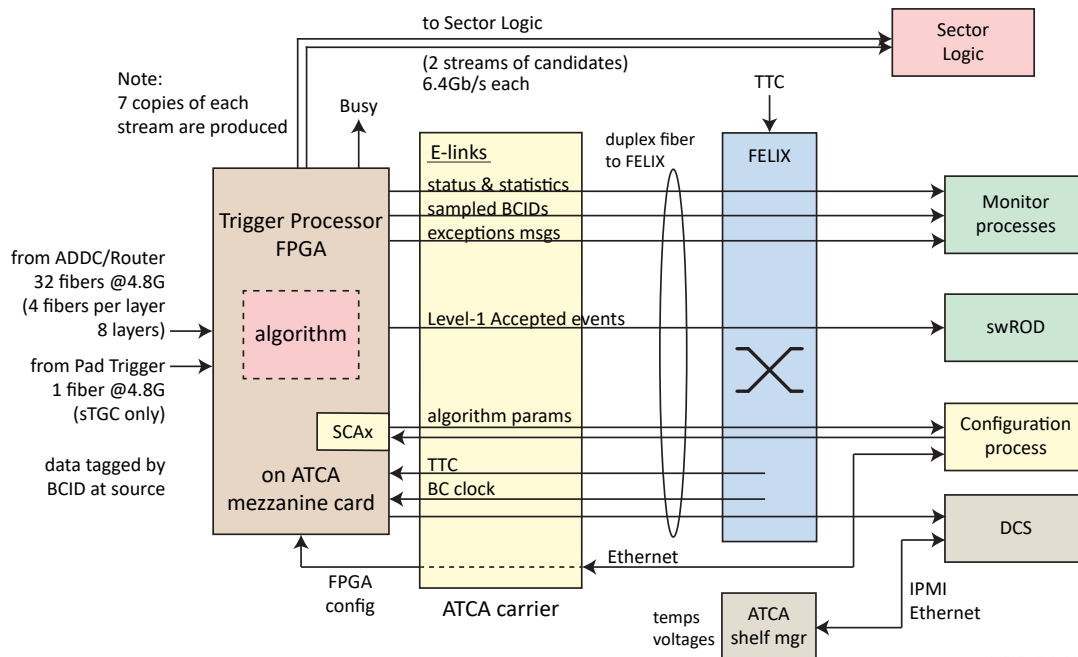 to Sector Logic
Sector
Logic
(2 streams of candidates)
6.4Gb/s each
Note:
7 copies of each
stream are produced
Busy
TTC
E-links
duplex fiber
to FELIX
FELIX
status & statistics
sampled BCIDs
exceptions msgs
Monitor
processes
Trigger Processor
FPGA
from ADDC/Router
32 fibers @4.8G
(4 fibers per layer
8 layers)
algorithm
Level-1 Accepted events
swROD
from Pad Trigger
1 fiber @4.8G
(sTGC only)
SCAx
algorithm params
Configuration
process
data tagged by
BCID at source
on ATCA
mezzanine card
TTC
BC clock
DCS
Ethernet
FPGA
config
ATCA carrier
IPMI
Ethernet
temps
voltages
ATCA
shelf mgr